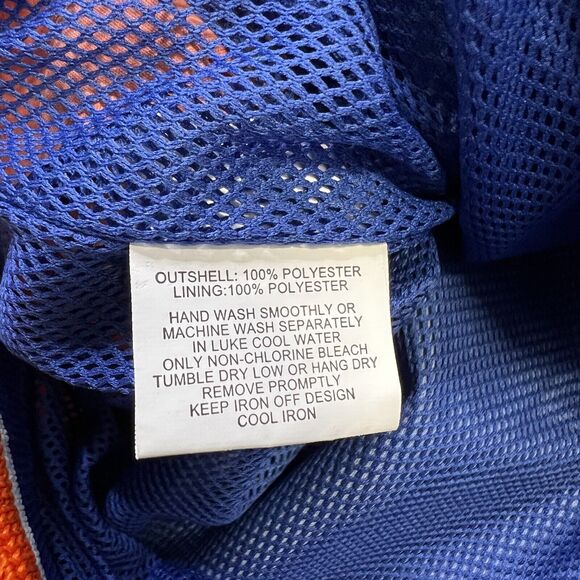 OUTSHELL: 100% POLYESTER
LINING:100% POLYESTER
HAND WASH SMOOTHLY OR
MACHINE WASH SEPARATELY
IN LUKE COOL WATER
ONLY NON-CHLORINE BLEACH
TUMBLE DRY LOW OR HANG DRY
REMOVE PROMPTLY
KEEP IRON OFF DESIGN
COOL IRON